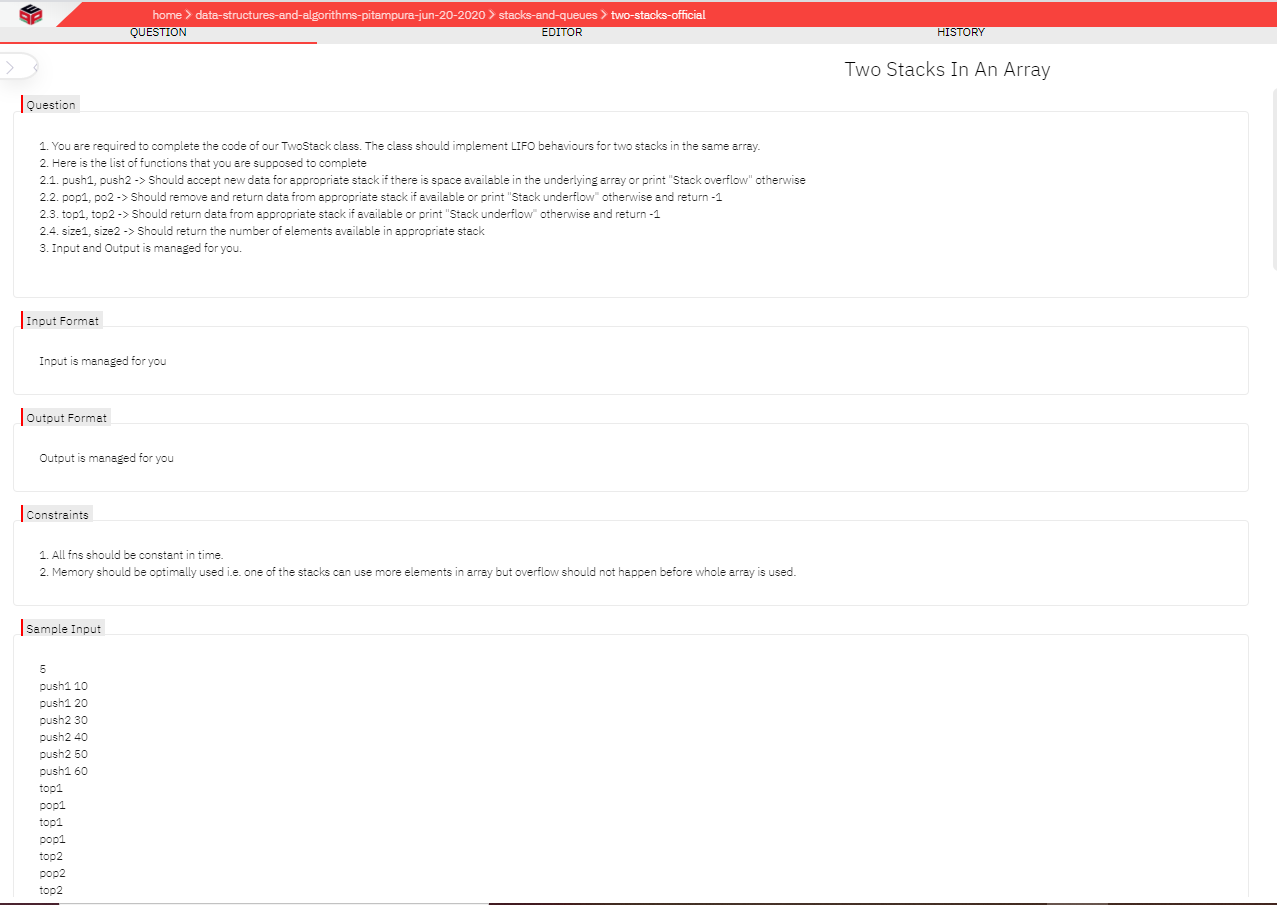 home > data-structures-and-algorithms-pitampura-jun-20-2020 > stacks-and-queues > two-stacks-official
QUESTION EDITOR HISTORY
Two Stacks In An Array
Question
1. You are required to complete the code of our TwoStack class. The class should implement LIFO behaviours for two stacks in the same array.
2. Here is the list of functions that you are supposed to complete
2.1. push1, push2 -> Should accept new data for appropriate stack if there is space available in the underlying array or print "Stack overflow" otherwise
2.2. pop1, po2 -> Should remove and return data from appropriate stack if available or print "Stack underflow" otherwise and return -1
2.3. top1, top2 -> Should return data from appropriate stack if available or print "Stack underflow" otherwise and return -1
2.4. size1, size2 -> Should return the number of elements available in appropriate stack
3. Input and Output is managed for you.
Input Format
Input is managed for you
Output Format
Output is managed for you
Constraints
1. All fns should be constant in time.
2. Memory should be optimally used i.e. one of the stacks can use more elements in array but overflow should not happen before whole array is used.
Sample Input
5
push1 10
push1 20
push2 30
push2 40
push2 50
push1 60
top1
pop1
top1
pop1
top2
pop2
top2